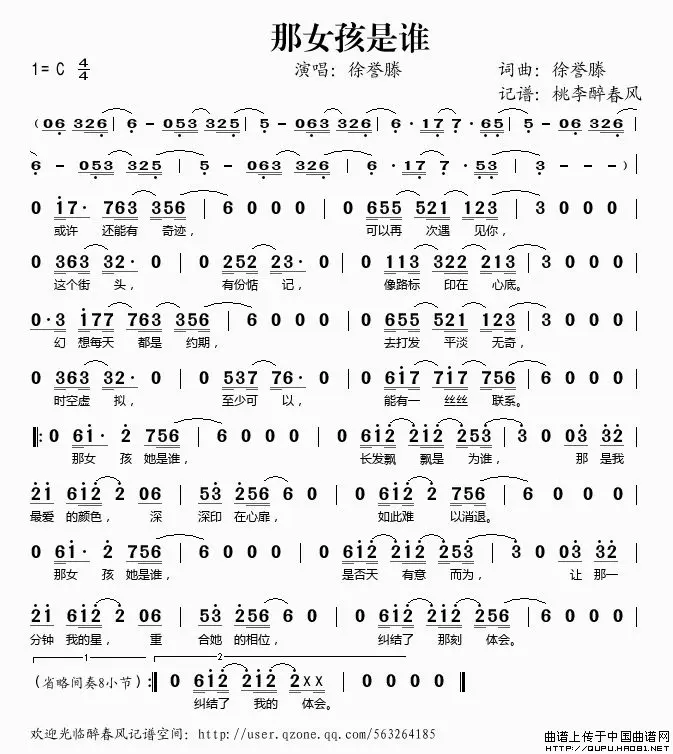 那女孩是谁
1= C 4/4 演唱：徐誉滕 词曲：徐誉滕
记谱：桃李醉春风
( 06 326 | 6 - 053 325 | 5 - 063 326 | 6 · 17 7 · 65 | 5 - 06 326 |
6 - 053 325 | 5 - 063 326 | 6 · 17 7 · 53 | 3 - - - ) |
0 17· 763 356 | 6 0 0 0 | 0 655 521 123 | 3 0 0 0 |
或许 还能有 奇迹， 可以再 次遇 见你，
0 363 32· 0 | 0 252 23· 0 | 0 113 322 213 | 3 0 0 0 |
这个街 头， 有份惦 记， 像路标 印在 心底。
0·3 177 763 356 | 6 0 0 0 | 0 655 521 123 | 3 0 0 0 |
幻 想每天 都是 约期， 去打发 平淡 无奇，
0 363 32· 0 | 0 537 76· 0 | 0 617 717 756 | 6 0 0 0 |
时空虚 拟， 至少可 以， 能有一 丝丝 联系。
‖: 0 61· 2 756 | 6 0 0 0 | 0 612 212 253 | 3 0 03 32 |
那女 孩 她是谁， 长发飘 飘是 为谁， 那 是我
21 612 2 06 | 53 256 6 0 | 0 612 2 756 | 6 0 0 0 |
最爱 的颜色， 深 深印 在心扉， 如此难 以消退。
0 61· 2 756 | 6 0 0 0 | 0 612 212 253 | 3 0 03 32 |
那女 孩 她是谁， 是否天 有意 而为， 让 那一
21 612 2 06 | 53 256 6 0 | 0 612 212 256 | 6 0 0 0 |
分钟 我的星， 重 合她 的相位， 纠结了 那刻 体会。
1 2
(省略间奏8小节) :‖ 0 612 212 2xx | 0 0 0 0 ‖
纠结了 我的 体会。
欢迎光临醉春风记谱空间：http://user.qzone.qq.com/563264185
曲谱上传于中国曲谱网
http://QUPU.HAO81.NET